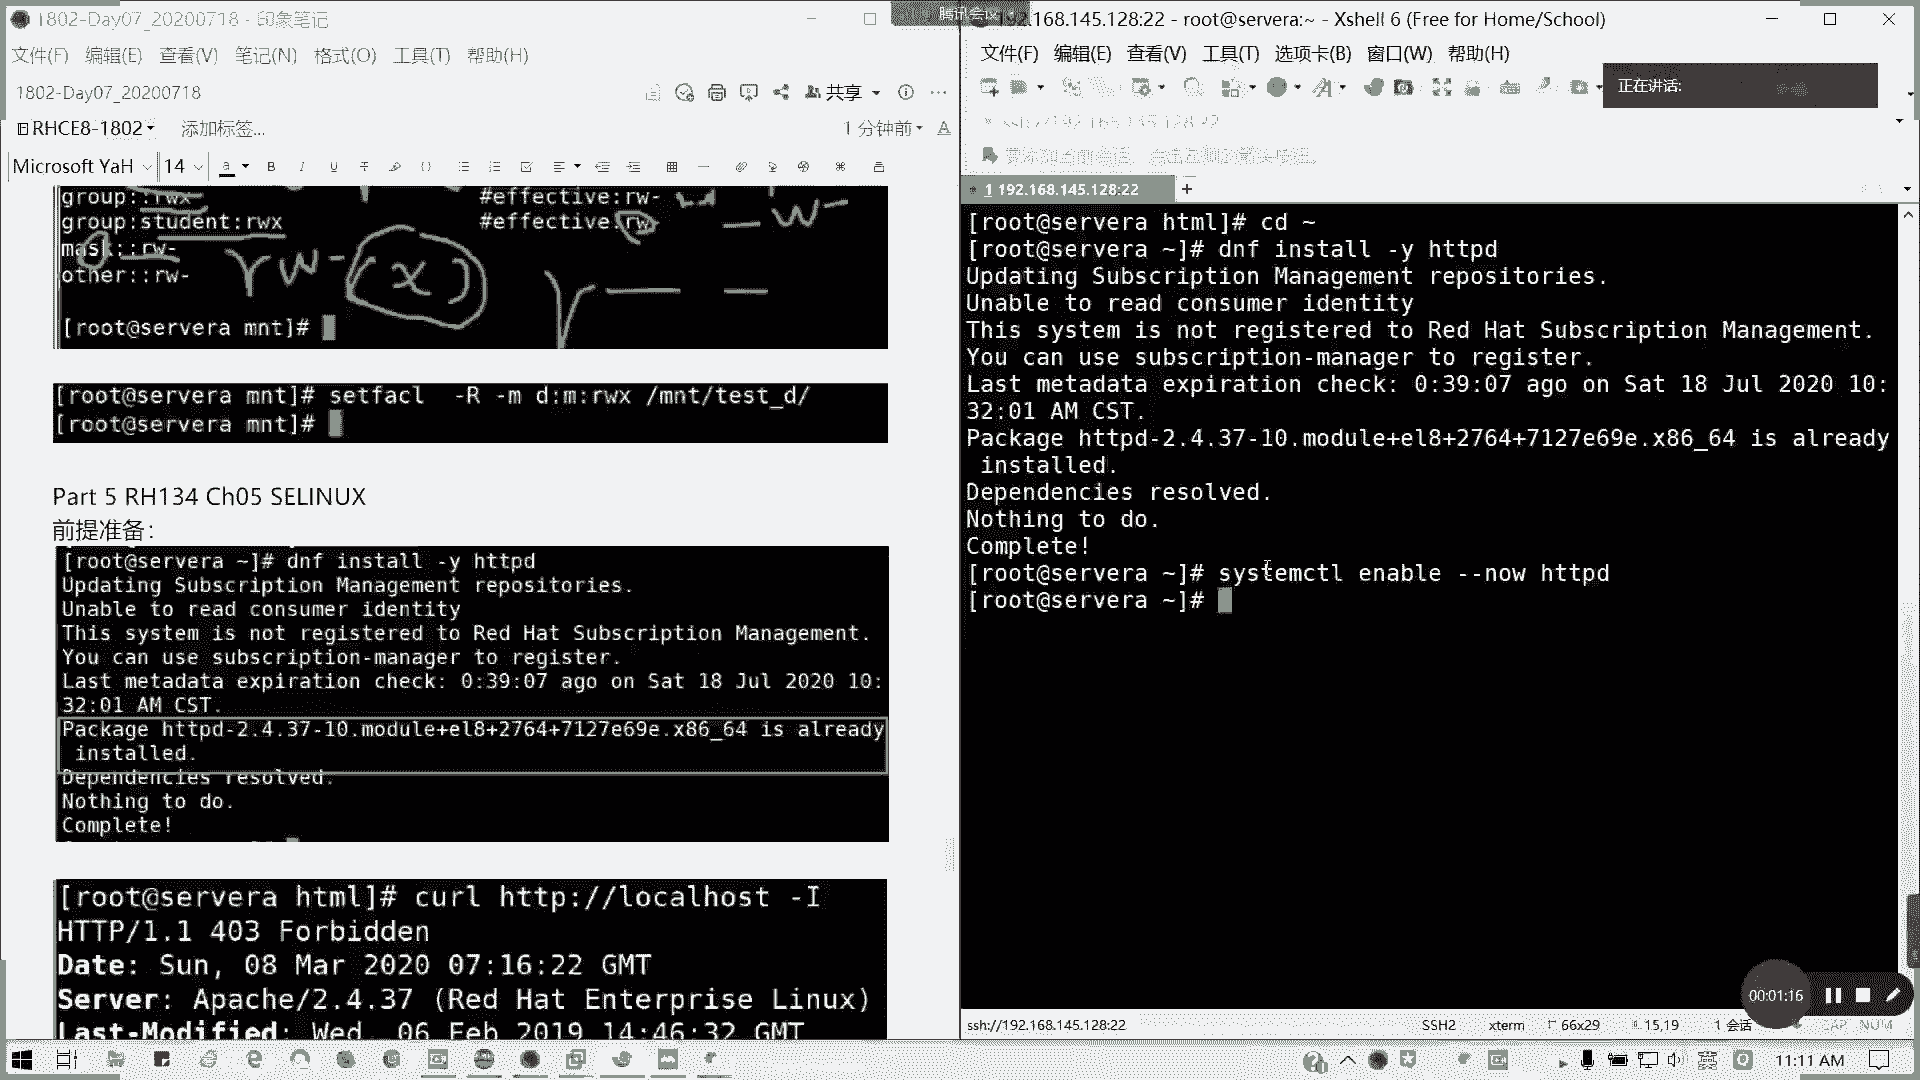 1802-Day07_20200718 - 印象笔记
文件(F) 编辑(E) 查看(V) 笔记(N) 格式(O) 工具(T) 帮助(H)
1802-Day07_20200718
共享
RHCE8-1802
添加标签...
1 分钟前
Microsoft YaH 14
group::rwx #effective:rw-
group:student:rwx #effective:rw-
mask::rw-
other::rw-
rw-(x) r-- -w-
[root@servera mnt]#
[root@servera mnt]# setfacl -R -m d:m:rwx /mnt/test_d/
[root@servera mnt]#
Part 5 RH134 Ch05 SELINUX
前提准备：
[root@servera ~]# dnf install -y httpd
Updating Subscription Management repositories.
Unable to read consumer identity
This system is not registered to Red Hat Subscription Management.
You can use subscription-manager to register.
Last metadata expiration check: 0:39:07 ago on Sat 18 Jul 2020 10:
32:01 AM CST.
Package httpd-2.4.37-10.module+el8+2764+7127e69e.x86_64 is already
installed.
Dependencies resolved.
Nothing to do.
Complete!
[root@servera html]# curl http://localhost -I
HTTP/1.1 403 Forbidden
Date: Sun, 08 Mar 2020 07:16:22 GMT
Server: Apache/2.4.37 (Red Hat Enterprise Linux)
Last-Modified: Wed, 06 Feb 2019 14:46:32 GMT
腾讯会议
192.168.145.128:22 - root@servera:~ - Xshell 6 (Free for Home/School)
文件(F) 编辑(E) 查看(V) 工具(T) 选项卡(B) 窗口(W) 帮助(H)
正在讲话:
ssh://192.168.145.128:22
1 192.168.145.128:22 +
[root@servera html]# cd ~
[root@servera ~]# dnf install -y httpd
Updating Subscription Management repositories.
Unable to read consumer identity
This system is not registered to Red Hat Subscription Management.
You can use subscription-manager to register.
Last metadata expiration check: 0:39:07 ago on Sat 18 Jul 2020 10:
32:01 AM CST.
Package httpd-2.4.37-10.module+el8+2764+7127e69e.x86_64 is already
installed.
Dependencies resolved.
Nothing to do.
Complete!
[root@servera ~]# systemctl enable --now httpd
[root@servera ~]#
00:01:16
ssh://192.168.145.128:22 SSH2 xterm 66x29 15,19 1 会话 CAP NUM
英 11:11 AM